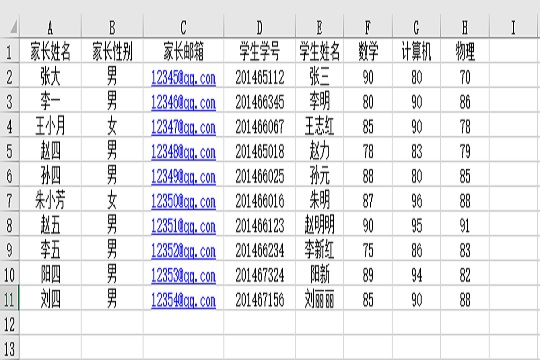 A B C D E F G H I
1 家长姓名 家长性别 家长邮箱 学生学号 学生姓名 数学 计算机 物理
2 张大 男 12345@qq.com 201465112 张三 90 80 70
3 李一 男 12346@qq.com 201466345 李明 80 90 86
4 王小月 女 12347@qq.com 201466067 王志红 85 90 78
5 赵四 男 12348@qq.com 201465018 赵力 78 83 79
6 孙四 男 12349@qq.com 201466025 孙元 88 80 85
7 朱小芳 女 12350@qq.com 201466016 朱明 87 96 88
8 赵五 男 12351@qq.com 201466123 赵明明 90 95 91
9 李五 男 12352@qq.com 201466234 李新红 75 86 83
10 阳四 男 12353@qq.com 201467324 阳新 89 94 82
11 刘四 男 12354@qq.com 201467156 刘丽丽 85 90 88
12
13